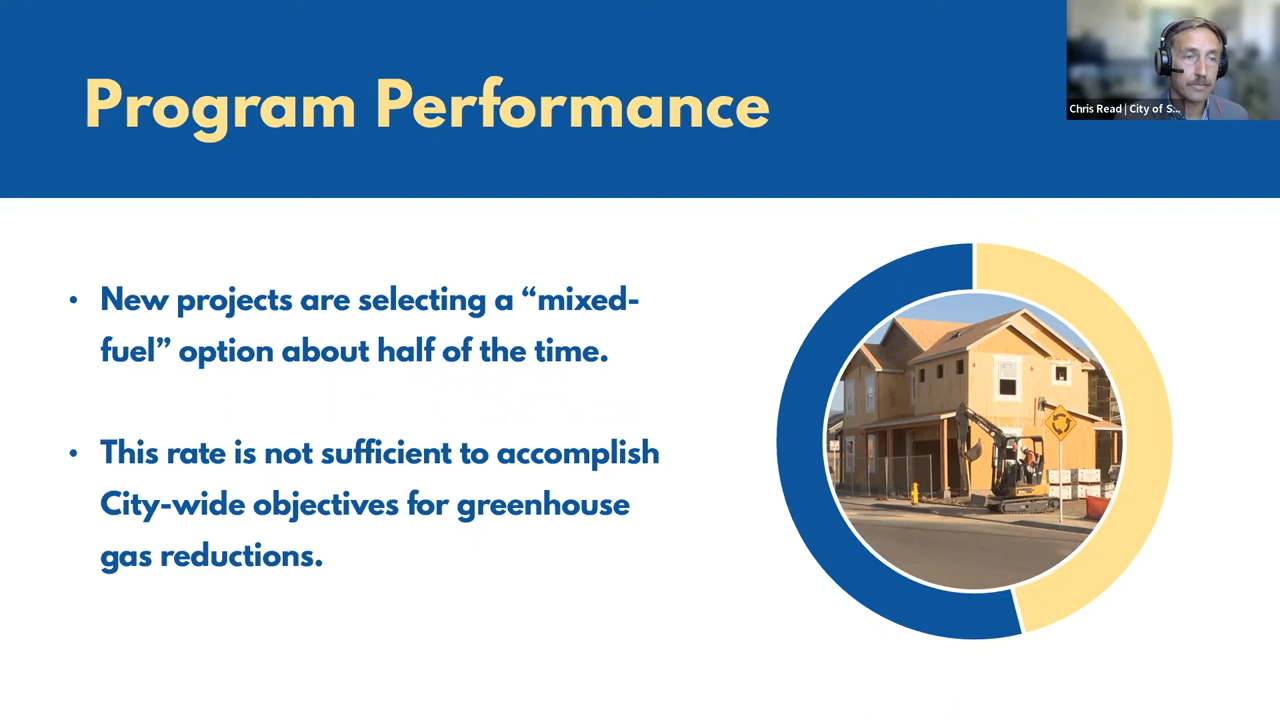 Program Performance
Chris Read | City of S...
• New projects are selecting a “mixed-
fuel” option about half of the time.
• This rate is not sufficient to accomplish
City-wide objectives for greenhouse
gas reductions.